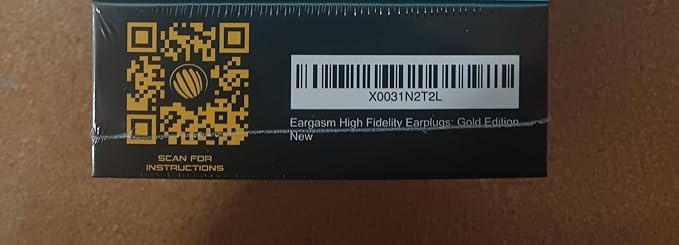 X0031N2T2L
Eargasm High Fidelity Earplugs: Gold Edition
New
SCAN FOR
INSTRUCTIONS